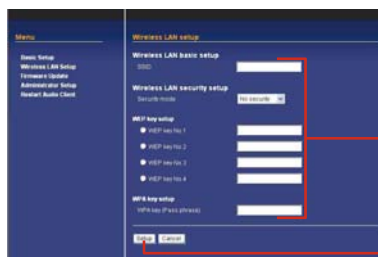 Menu
Basic Setup
Wireless LAN Setup
Firmware Update
Administrator Setup
Restart Audio Client
Wireless LAN setup
Wireless LAN basic setup
SSID
Wireless LAN security setup
Security mode
No security
WEP key setup
WEP key No.1
WEP key No.2
WEP key No.3
WEP key No.4
WPA key setup
WPA key (Pass phrase)
Setup Cancel